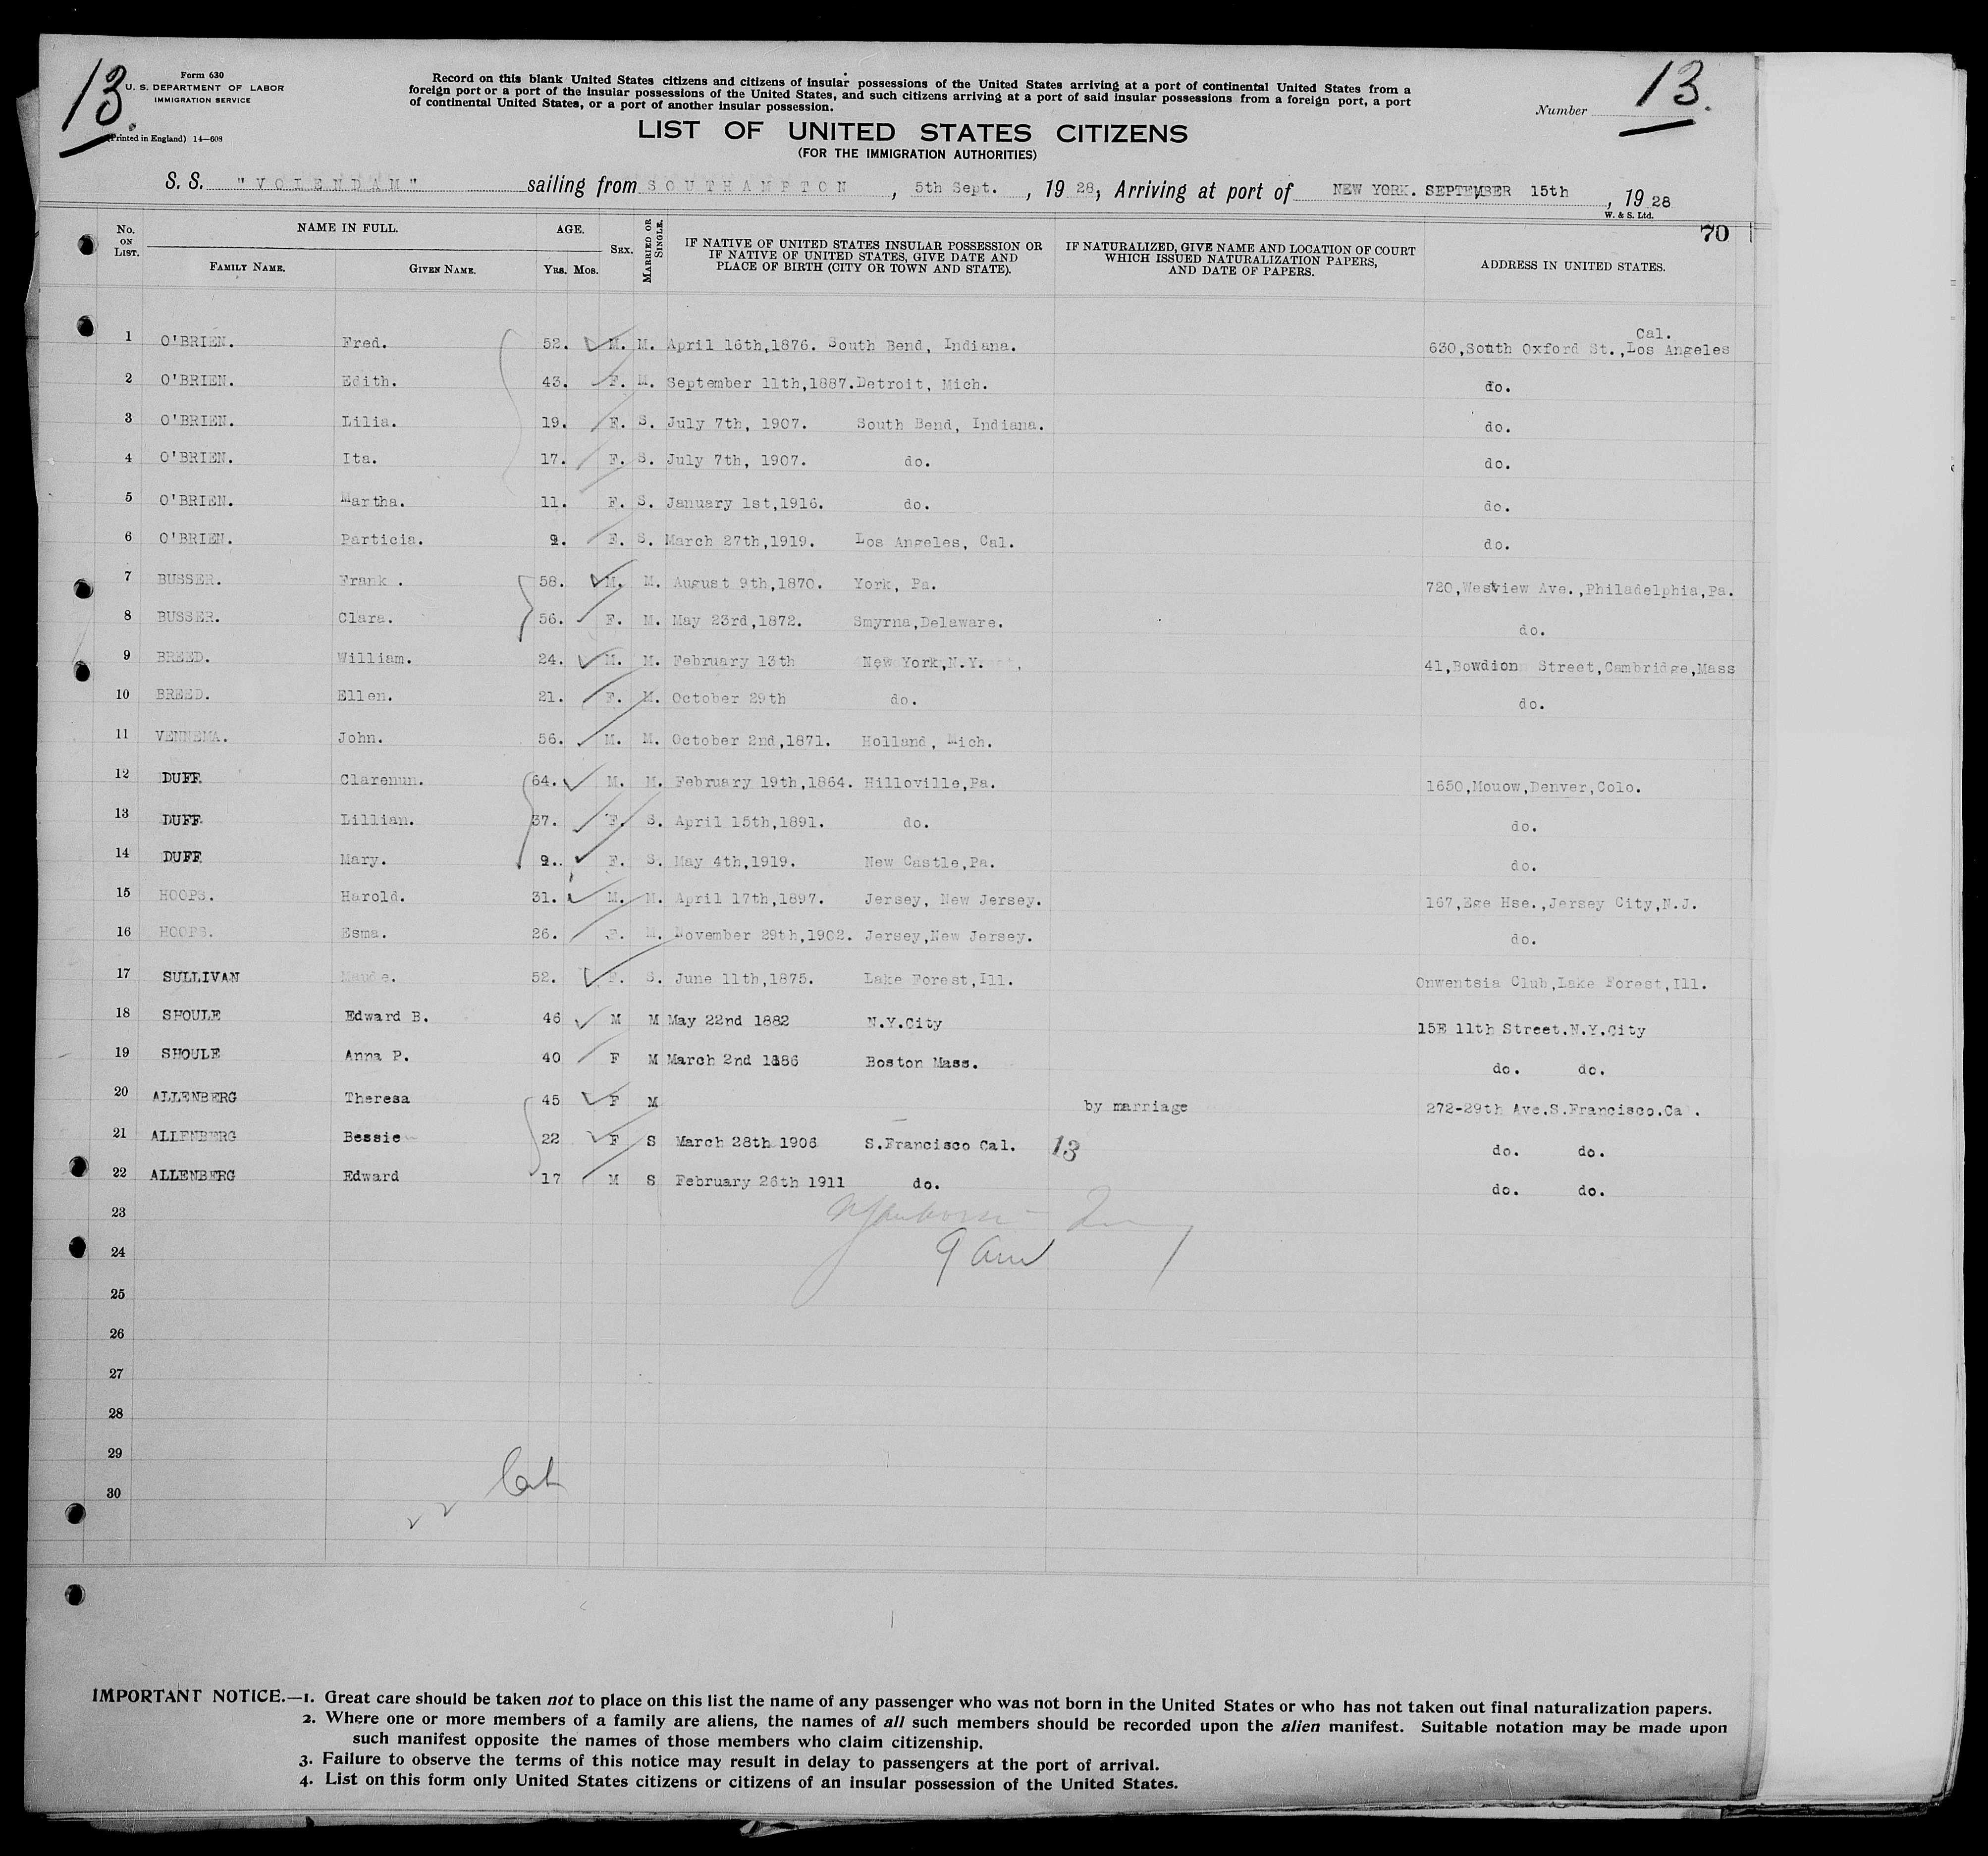 13.
Form 630
U. S. DEPARTMENT OF LABOR
IMMIGRATION SERVICE
(Printed in England) 14—608
Record on this blank United States citizens and citizens of insular possessions of the United States arriving at a port of continental United States from a
foreign port or a port of the insular possessions of the United States, and such citizens arriving at a port of said insular possessions from a foreign port, a port
of continental United States, or a port of another insular possession.
Number 13.
LIST OF UNITED STATES CITIZENS
(FOR THE IMMIGRATION AUTHORITIES)
S. S. "VOLENDAM" sailing from SOUTHAMPTON, 5th Sept., 19 28, Arriving at port of NEW YORK. SEPTEMBER 15th, 19 28
W. & S. Ltd.
70
No. ON LIST. NAME IN FULL. FAMILY NAME. GIVEN NAME. AGE. YRS. MOS. SEX. MARRIED OR SINGLE. IF NATIVE OF UNITED STATES INSULAR POSSESSION OR IF NATIVE OF UNITED STATES, GIVE DATE AND PLACE OF BIRTH (CITY OR TOWN AND STATE). IF NATURALIZED, GIVE NAME AND LOCATION OF COURT WHICH ISSUED NATURALIZATION PAPERS, AND DATE OF PAPERS. ADDRESS IN UNITED STATES.
1 O'BRIEN. Fred. 52. M. M. April 16th,1876. South Bend, Indiana. 630,South Oxford St.,Los Angeles Cal.
2 O'BRIEN. Edith. 43. F. M. September 11th,1887.Detroit, Mich. do.
3 O'BRIEN. Lilia. 19. F. S. July 7th, 1907. South Bend, Indiana. do.
4 O'BRIEN. Ita. 17. F. S. July 7th, 1907. do. do.
5 O'BRIEN. Martha. 11. F. S. January 1st,1916. do. do.
6 O'BRIEN. Particia. 9. F. S. March 27th,1919. Los Angeles, Cal. do.
7 BUSSER. Frank . 58. M. M. August 9th,1870. York, Pa. 720,Westview Ave.,Philadelphia,Pa.
8 BUSSER. Clara. 56. F. M. May 23rd,1872. Smyrna,Delaware. do.
9 BREED. William. 24. M. M. February 13th New York,N.Y. 41,Bowdion Street,Cambridge,Mass
10 BREED. Ellen. 21. F. M. October 29th do. do.
11 VENNEMA. John. 56. M. M. October 2nd,1871. Holland, Mich.
12 DUFF Clarenun. 64. M. M. February 19th,1864. Hilloville,Pa. 1650,Mouow,Denver,Colo.
13 DUFF Lillian. 37. F. S. April 15th,1891. do. do.
14 DUFF Mary. 9.. F. S. May 4th,1919. New Castle,Pa. do.
15 HOOPS. Harold. 31. M. M. April 17th,1897. Jersey, New Jersey. 167,Ege Hse.,Jersey City,N.J.
16 HOOPS. Esma. 26. F. M. November 29th,1902. Jersey,New Jersey. do.
17 SULLIVAN Maude. 52. F. S. June 11th,1875. Lake Forest,Ill. Onwentsia Club,Lake Forest,Ill.
18 SHOULE Edward B. 46 M M May 22nd 1882 N.Y.City 15E 11th Street.N.Y.City
19 SHOULE Anna P. 40 F M March 2nd 1886 Boston Mass. do. do.
20 ALLENBERG Theresa 45 F M by marriage 272-29th Ave.S.Francisco.Cal.
21 ALLENBERG Bessie 22 F S March 28th 1906 S.Francisco Cal. 13 do. do.
22 ALLENBERG Edward 17 M S February 26th 1911 do. do. do.
23
24
25
26
27
28
29
30
IMPORTANT NOTICE.—1. Great care should be taken not to place on this list the name of any passenger who was not born in the United States or who has not taken out final naturalization papers.
2. Where one or more members of a family are aliens, the names of all such members should be recorded upon the alien manifest. Suitable notation may be made upon
such manifest opposite the names of those members who claim citizenship.
3. Failure to observe the terms of this notice may result in delay to passengers at the port of arrival.
4. List on this form only United States citizens or citizens of an insular possession of the United States.